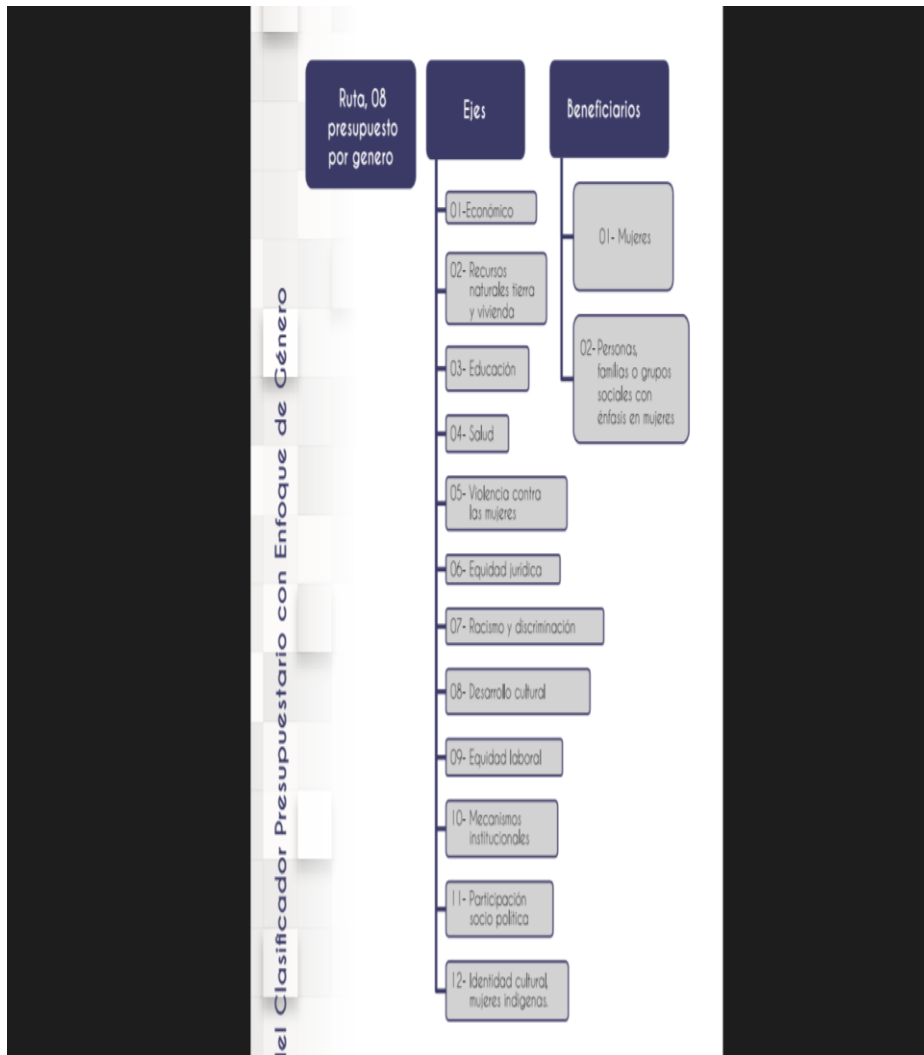 Ruta, 08
presupuesto
por genero
Ejes
01-Económico
02- Recursos
naturales tierra
y vivienda
03- Educación
04- Salud
05- Violencia contra
las mujeres
06- Equidad jurídica
07- Racismo y discriminación
08- Desarrollo cultural
09- Equidad laboral
10- Mecanismos
institucionales
11- Participación
socio política
12- Identidad cultural,
mujeres indígenas.
Beneficiarios
01- Mujeres
02- Personas,
familias o grupos
sociales con
énfasis en mujeres
del Clasificador Presupuestario con Enfoque de Género